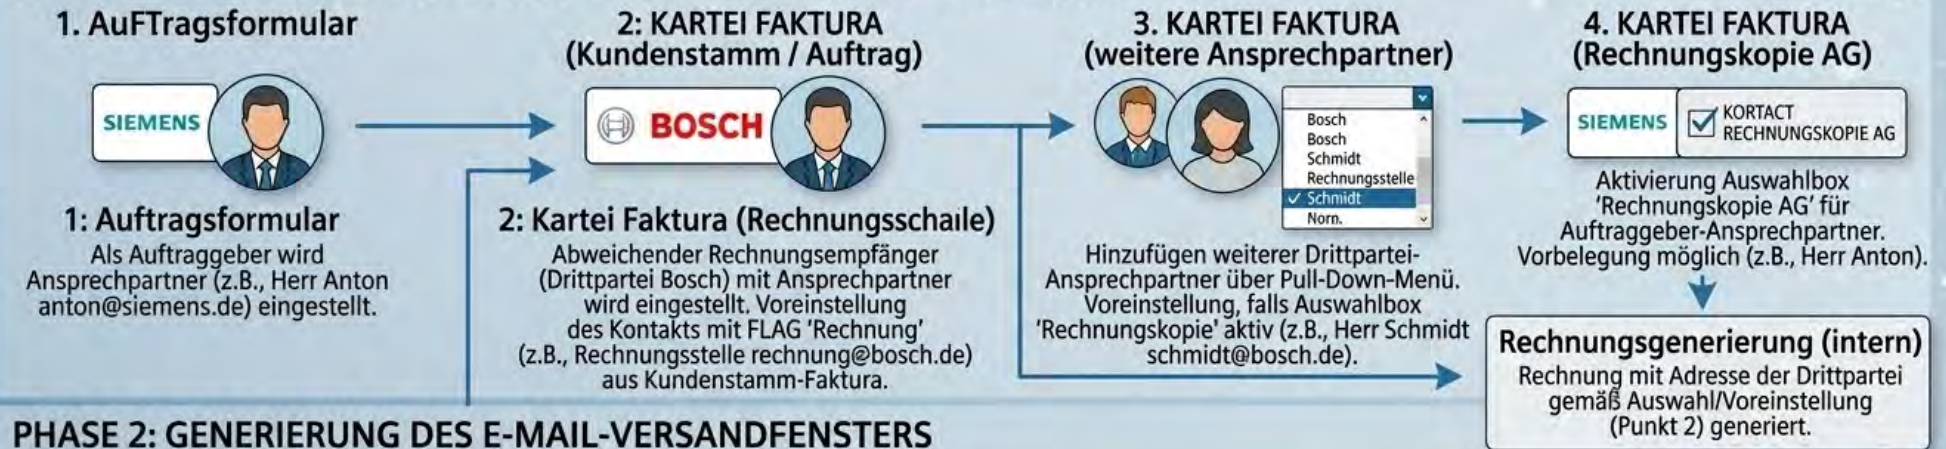 1. AuFTragsformular
SIEMENS
1: Auftragsformular
Als Auftraggeber wird
Ansprechpartner (z.B., Herr Anton
anton@siemens.de) eingestellt.
2: KARTEI FAKTURA
(Kundenstamm / Auftrag)
BOSCH
2: Kartei Faktura (Rechnungsschaile)
Abweichender Rechnungsempfänger
(Drittpartei Bosch) mit Ansprechpartner
wird eingestellt. Voreinstellung
des Kontakts mit FLAG 'Rechnung'
(z.B., Rechnungsstelle rechnung@bosch.de)
aus Kundenstamm-Faktura.
3. KARTEI FAKTURA
(weitere Ansprechpartner)
Bosch
Bosch
Schmidt
Rechnungsstelle
Schmidt
Norn.
Hinzufügen weiterer Drittpartei-
Ansprechpartner über Pull-Down-Menü.
Voreinstellung, falls Auswahlbox
'Rechnungskopie' aktiv (z.B., Herr Schmidt
schmidt@bosch.de).
4. KARTEI FAKTURA
(Rechnungskopie AG)
SIEMENS
KORTACT
RECHNUNGSKOPIE AG
Aktivierung Auswahlbox
'Rechnungskopie AG' für
Auftraggeber-Ansprechpartner.
Vorbelegung möglich (z.B., Herr Anton).
Rechnungsgenerierung (intern)
Rechnung mit Adresse der Drittpartei
gemäß Auswahl/Voreinstellung
(Punkt 2) generiert.
PHASE 2: GENERIERUNG DES E-MAIL-VERSANDFENSTERS